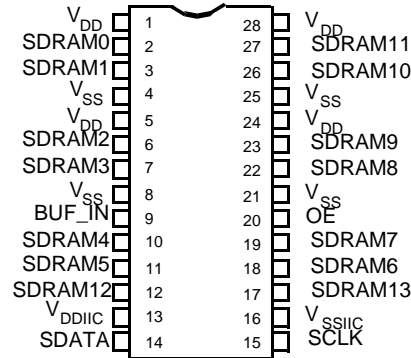 VDD 1 28 VDD
SDRAM0 2 27 SDRAM11
SDRAM1 3 26 SDRAM10
VSS 4 25 VSS
VDD 5 24 VDD
SDRAM2 6 23 SDRAM9
SDRAM3 7 22 SDRAM8
VSS 8 21 VSS
BUF_IN 9 20 OE
SDRAM4 10 19 SDRAM7
SDRAM5 11 18 SDRAM6
SDRAM12 12 17 SDRAM13
VDDIIC 13 16 VSSIIC
SDATA 14 15 SCLK